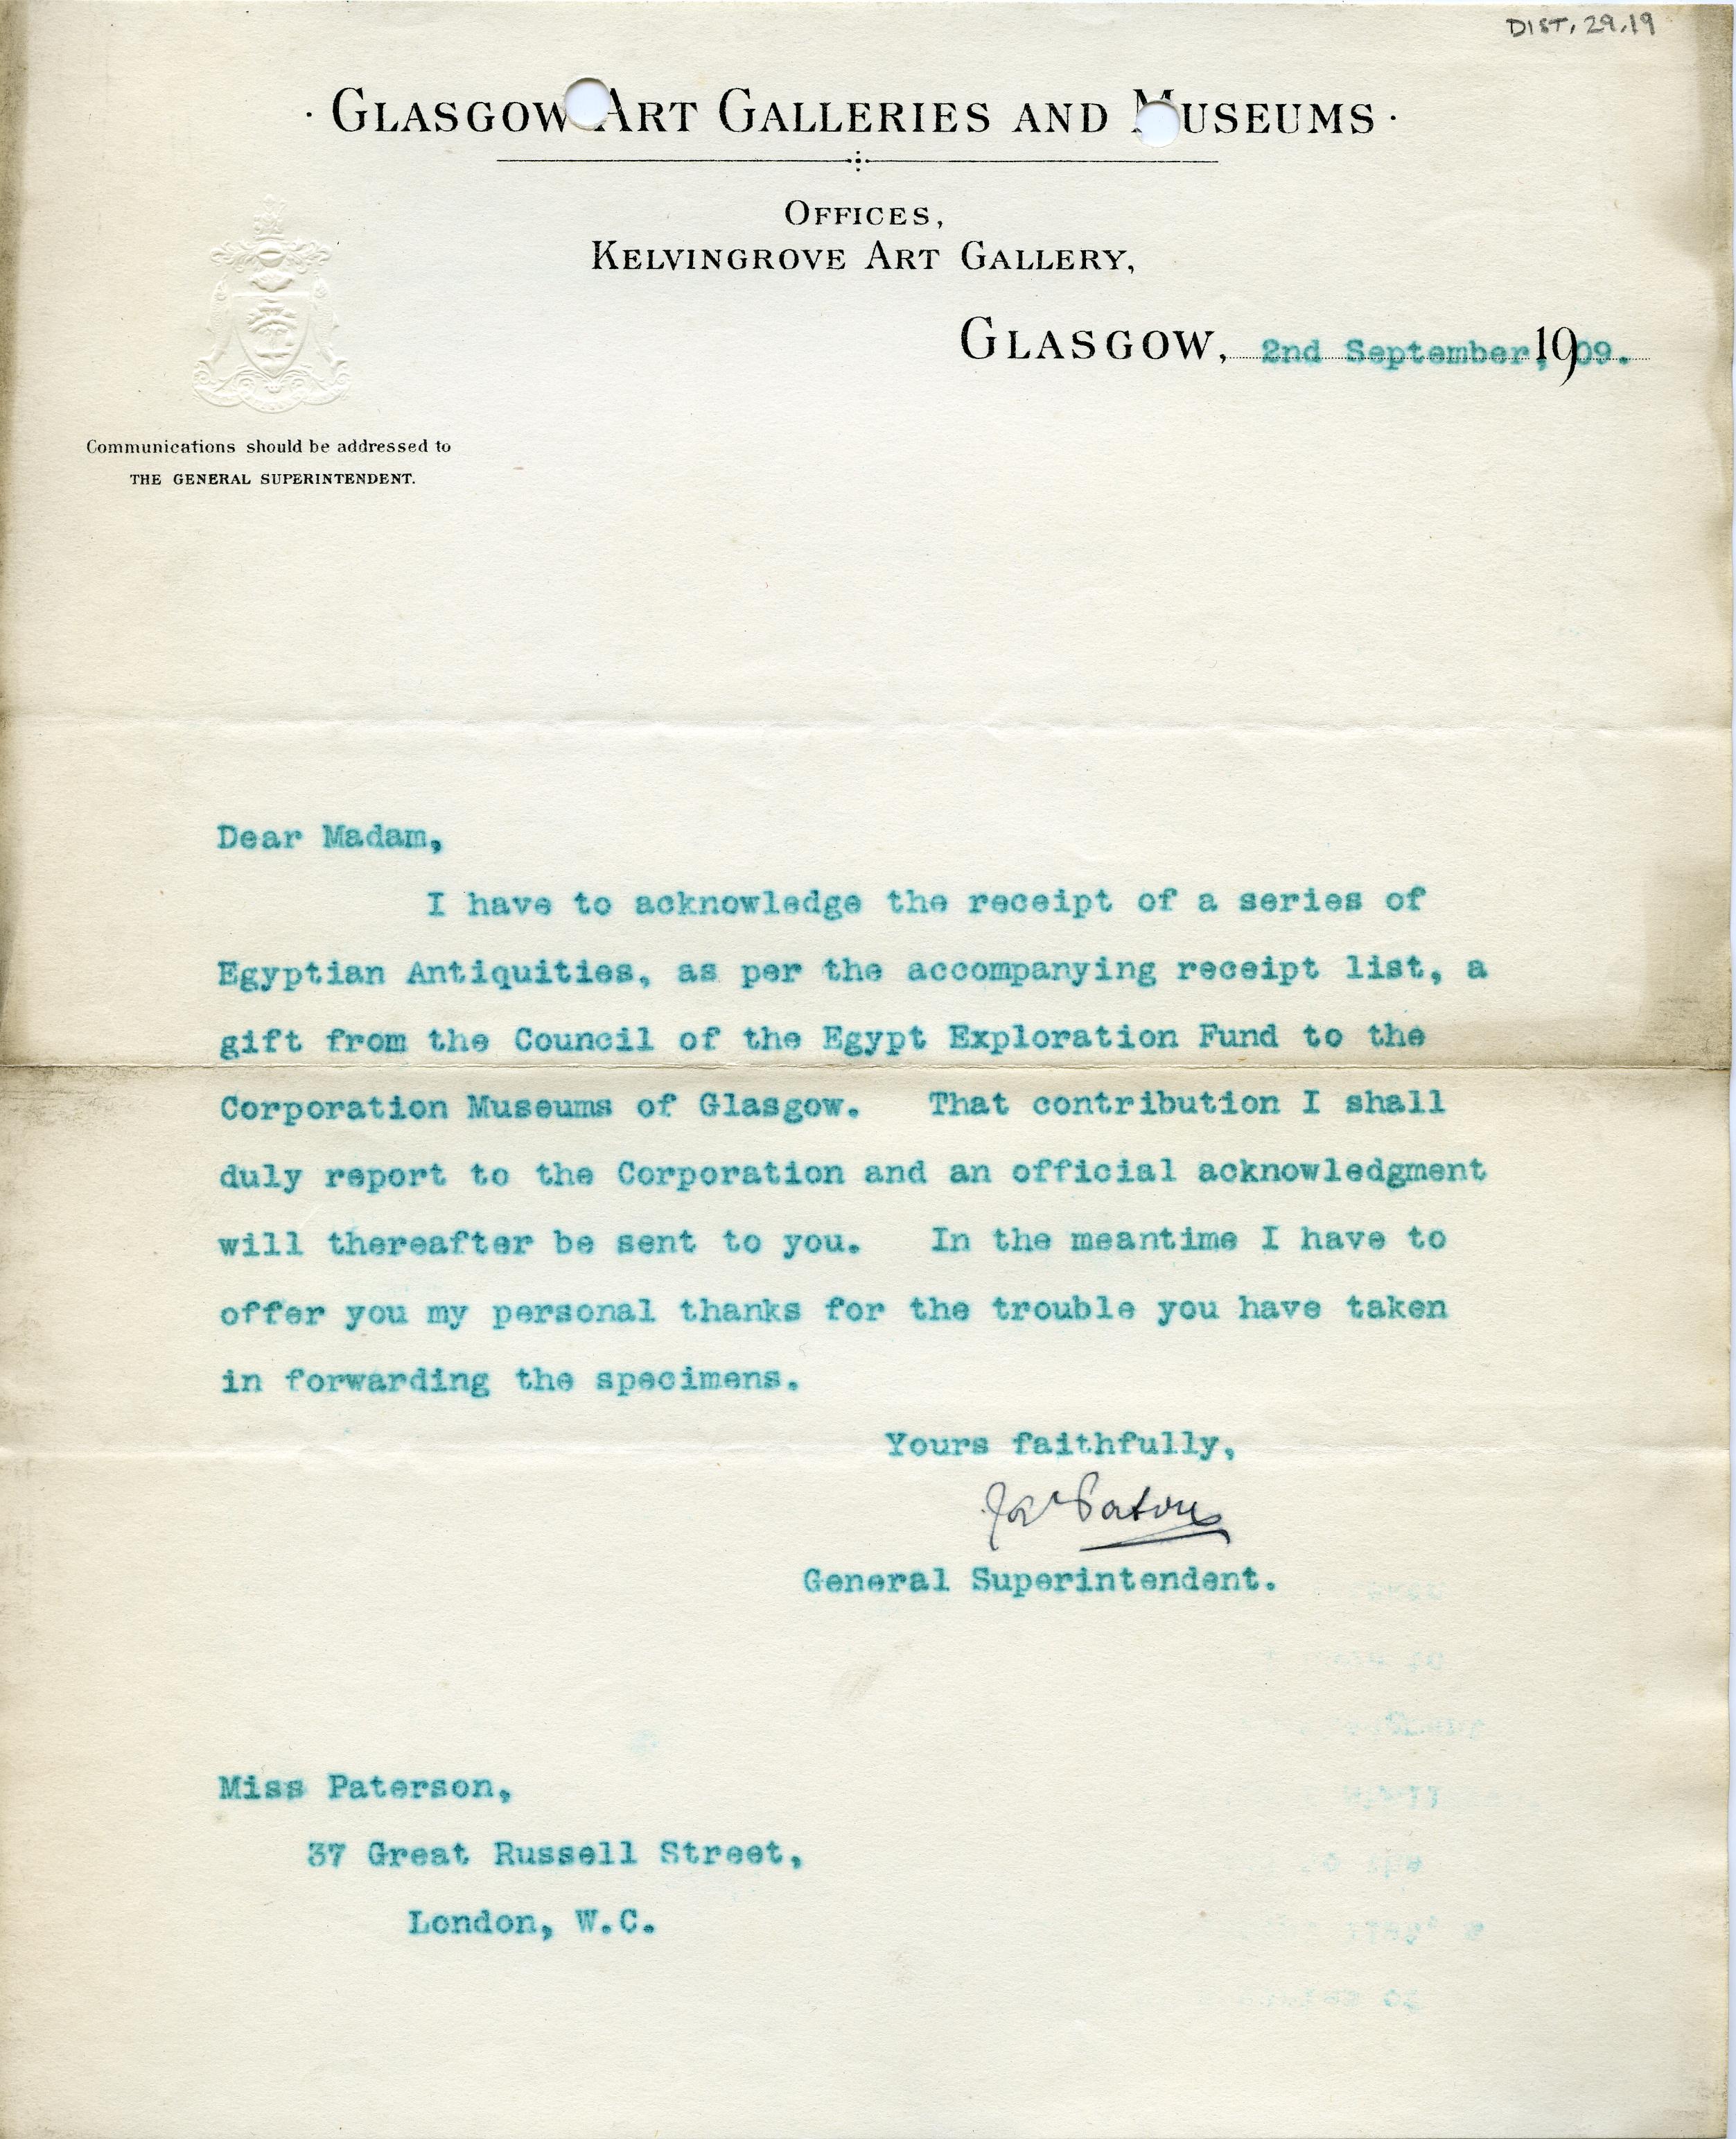 DIST. 29.19
· GLASGOW ART GALLERIES AND MUSEUMS ·
OFFICES,
KELVINGROVE ART GALLERY,
GLASGOW, 2nd September, 1909.
Communications should be addressed to
THE GENERAL SUPERINTENDENT.
Dear Madam,
I have to acknowledge the receipt of a series of
Egyptian Antiquities, as per the accompanying receipt list, a
gift from the Council of the Egypt Exploration Fund to the
Corporation Museums of Glasgow. That contribution I shall
duly report to the Corporation and an official acknowledgment
will thereafter be sent to you. In the meantime I have to
offer you my personal thanks for the trouble you have taken
in forwarding the specimens.
Yours faithfully,
Paton
General Superintendent.
Miss Paterson,
37 Great Russell Street,
London, W.C.